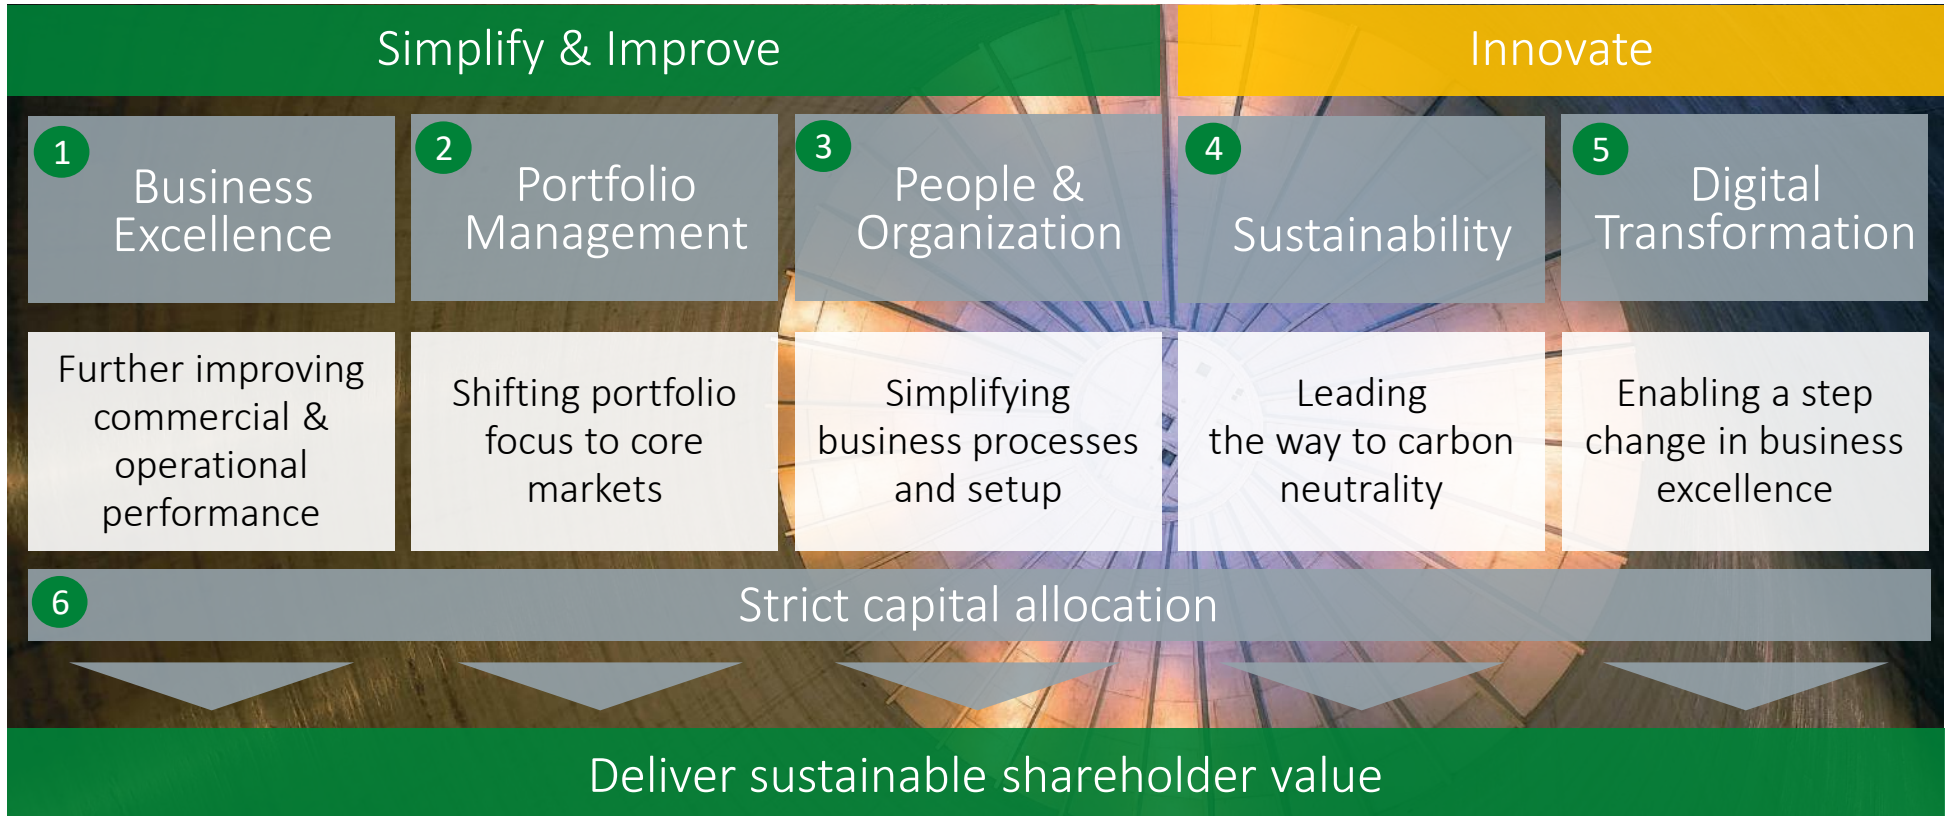 Simplify & Improve
Innovate
1
Business
Excellence
2
Portfolio
Management
3
People &
Organization
4
Sustainability
5
Digital
Transformation
Further improving
commercial &
operational
performance
Shifting portfolio
focus to core
markets
Simplifying
business processes
and setup
Leading
the way to carbon
neutrality
Enabling a step
change in business
excellence
6
Strict capital allocation
Deliver sustainable shareholder value